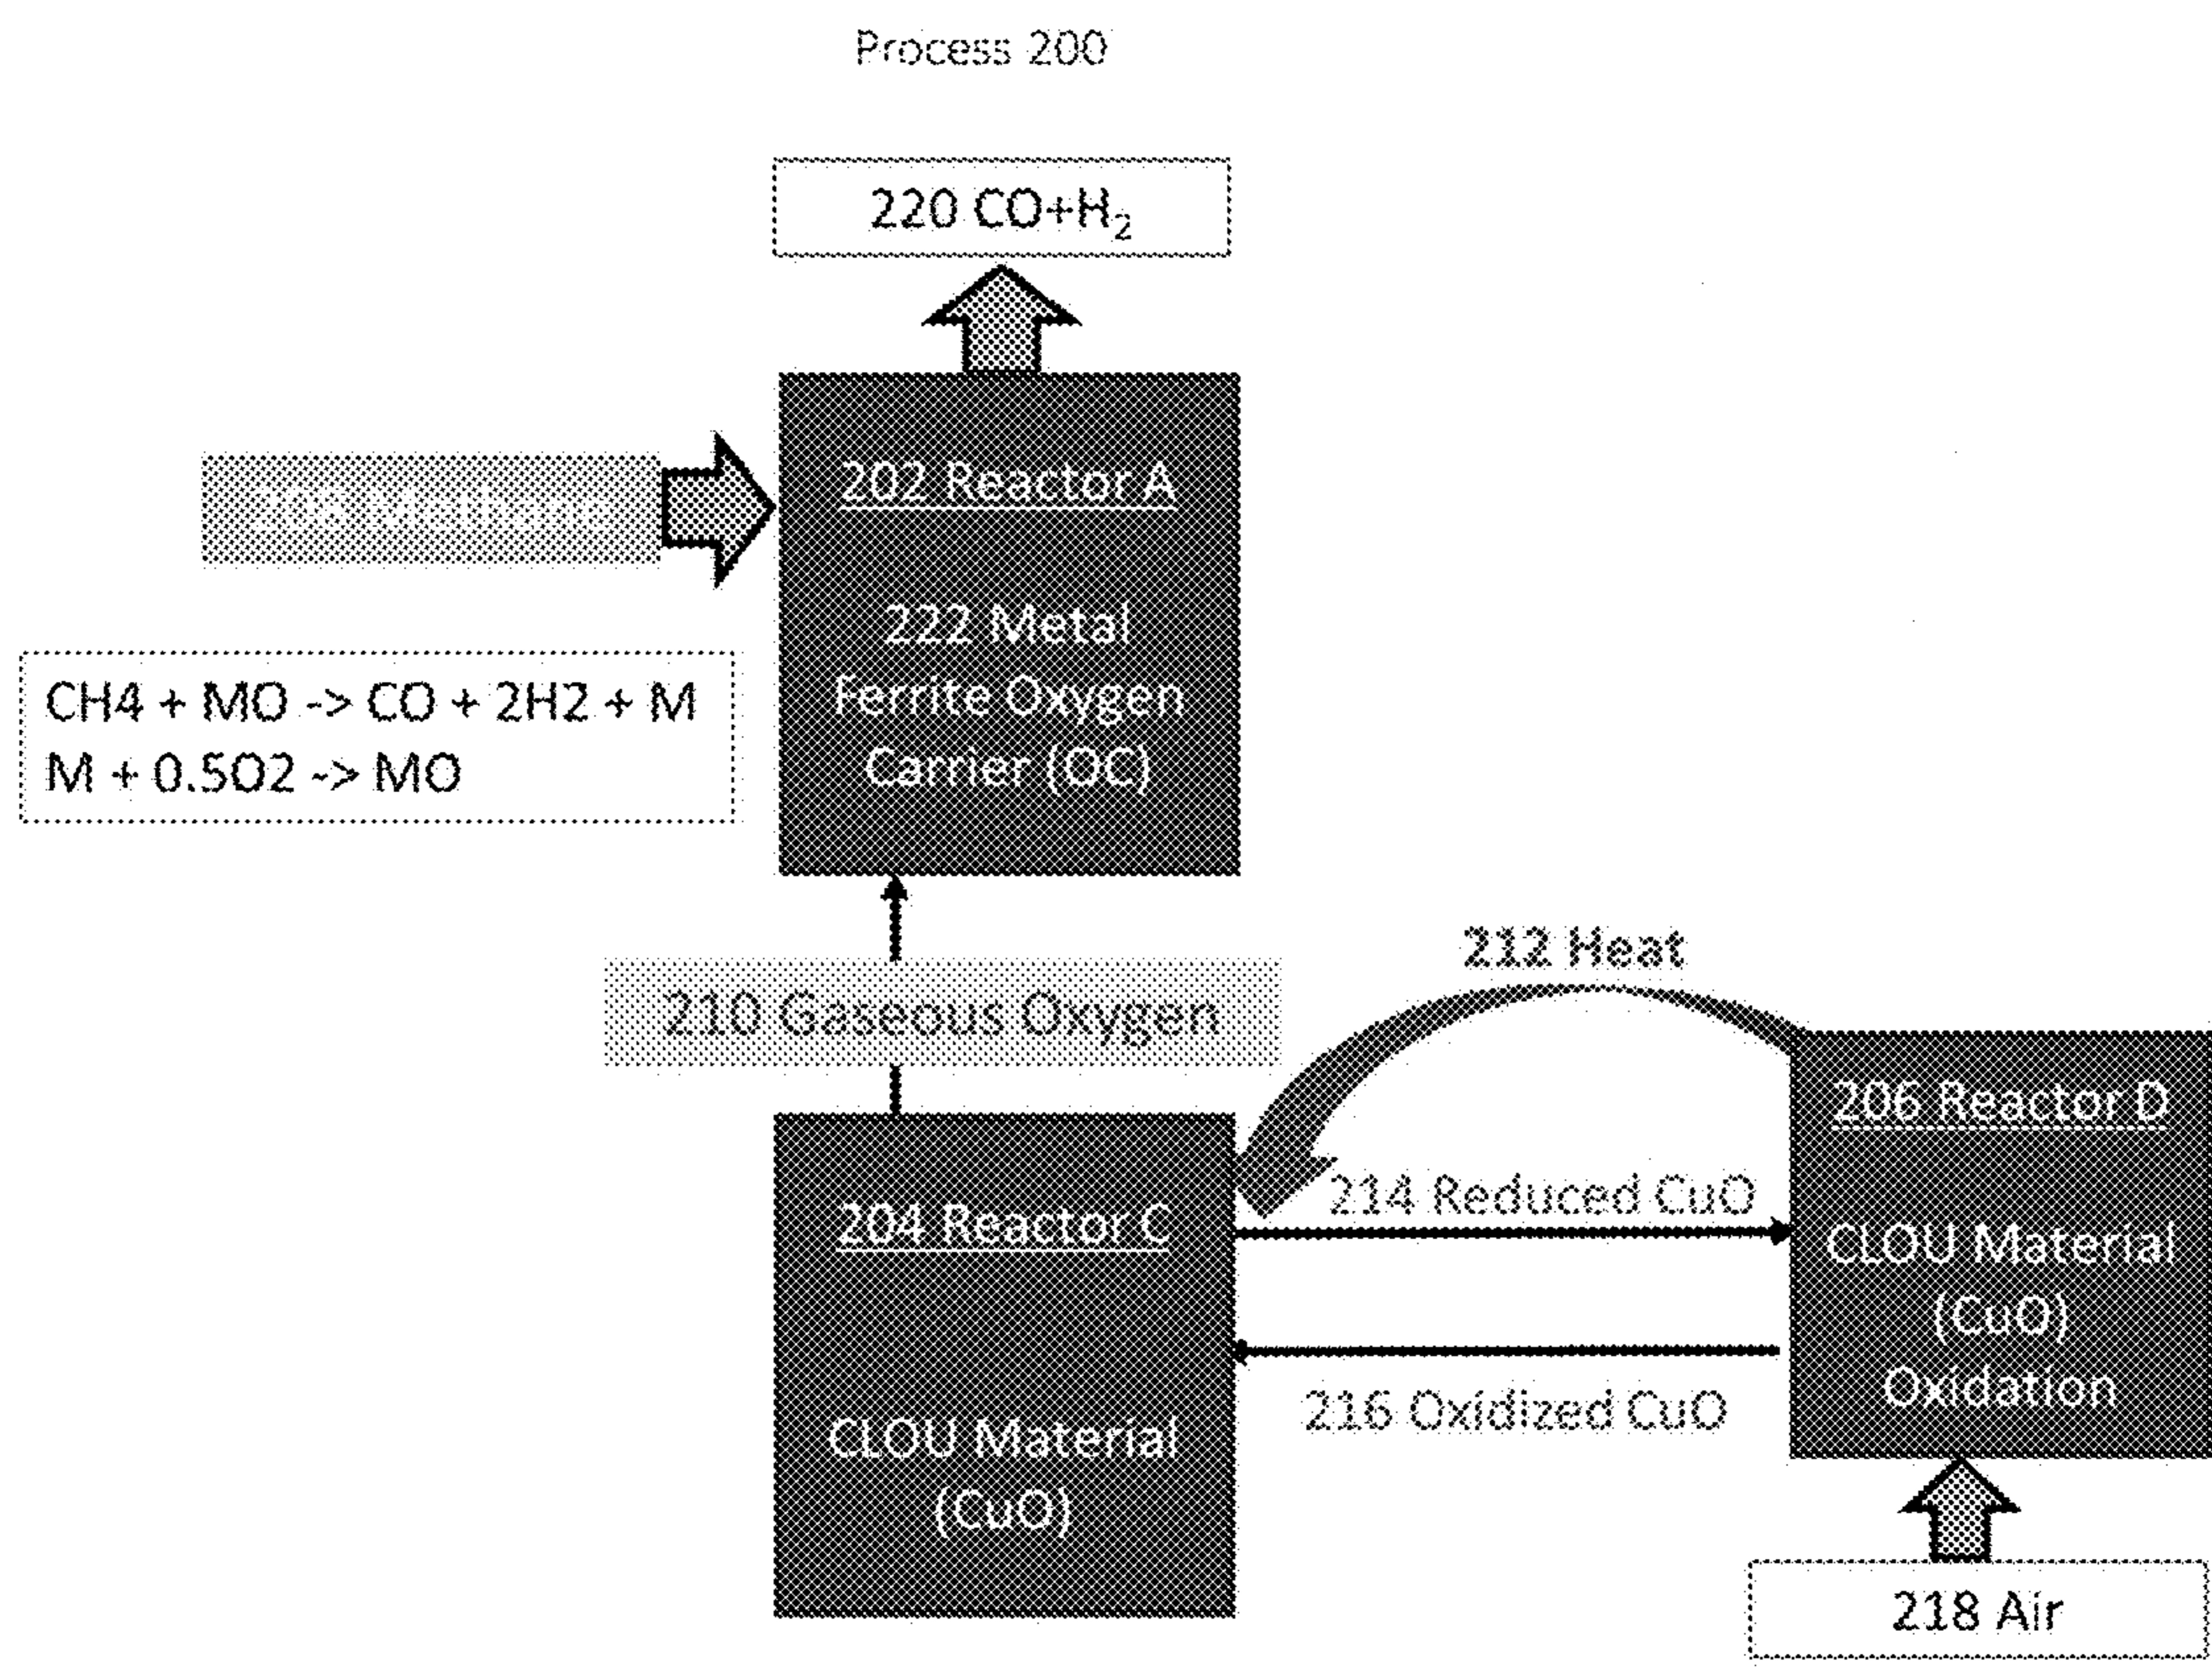 Process 200
220 CO+H₂
208 Methane
202 Reactor A
222 Metal
Ferrite Oxygen
Carrier (OC)
CH4 + MO -> CO + 2H2 + M
M + 0.5O2 -> MO
210 Gaseous Oxygen
212 Heat
204 Reactor C
CLOU Material
(CuO)
214 Reduced CuO
216 Oxidized CuO
206 Reactor D
CLOU Material
(CuO)
Oxidation
218 Air